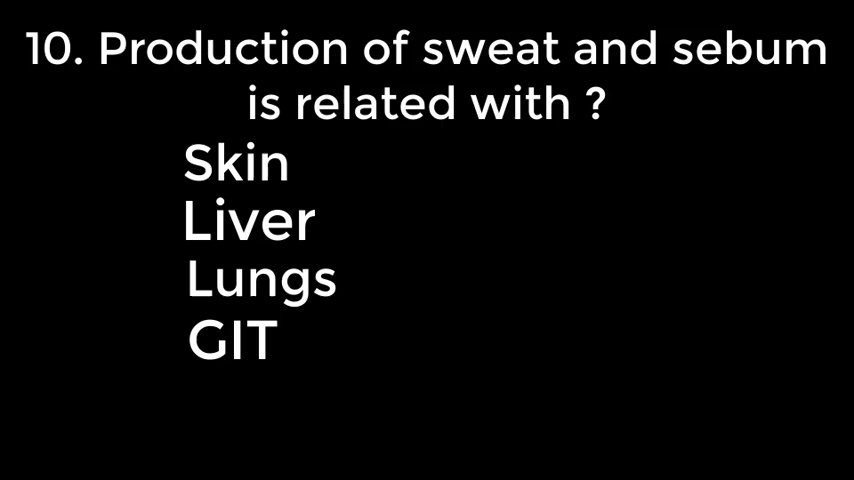 10. Production of sweat and sebum
is related with ?
Skin
Liver
Lungs
GIT